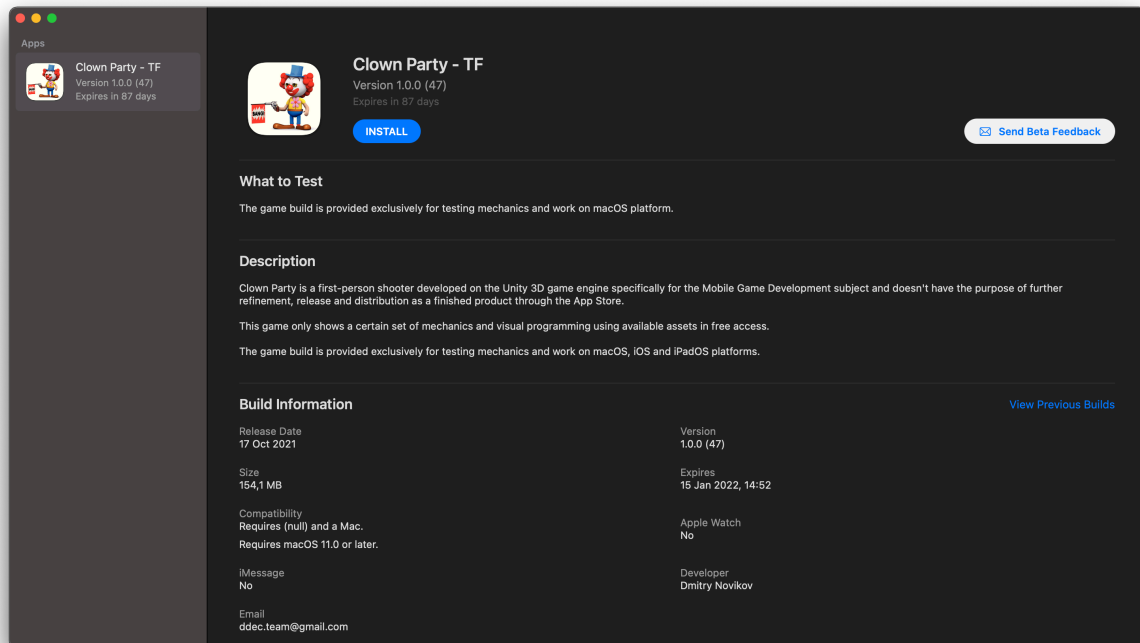 Apps
Clown Party - TF
Version 1.0.0 (47)
Expires in 87 days
BANG!
Clown Party - TF
Version 1.0.0 (47)
Expires in 87 days
INSTALL
Send Beta Feedback
What to Test
The game build is provided exclusively for testing mechanics and work on macOS platform.
Description
Clown Party is a first-person shooter developed on the Unity 3D game engine specifically for the Mobile Game Development subject and doesn't have the purpose of further
refinement, release and distribution as a finished product through the App Store.
This game only shows a certain set of mechanics and visual programming using available assets in free access.
The game build is provided exclusively for testing mechanics and work on macOS, iOS and iPadOS platforms.
Build Information
View Previous Builds
Release Date
17 Oct 2021
Version
1.0.0 (47)
Size
154,1 MB
Expires
15 Jan 2022, 14:52
Compatibility
Requires (null) and a Mac.
Requires macOS 11.0 or later.
Apple Watch
No
iMessage
No
Developer
Dmitry Novikov
Email
ddec.team@gmail.com